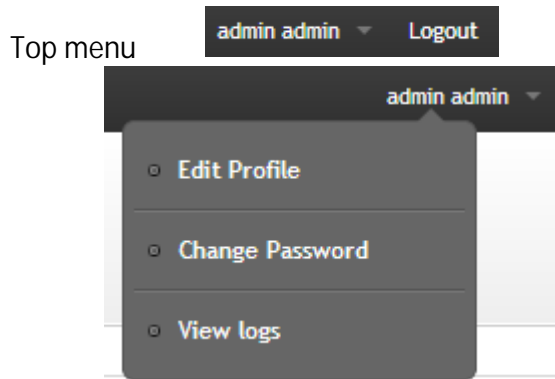 admin admin Logout
Top menu
admin admin
Edit Profile
Change Password
View logs